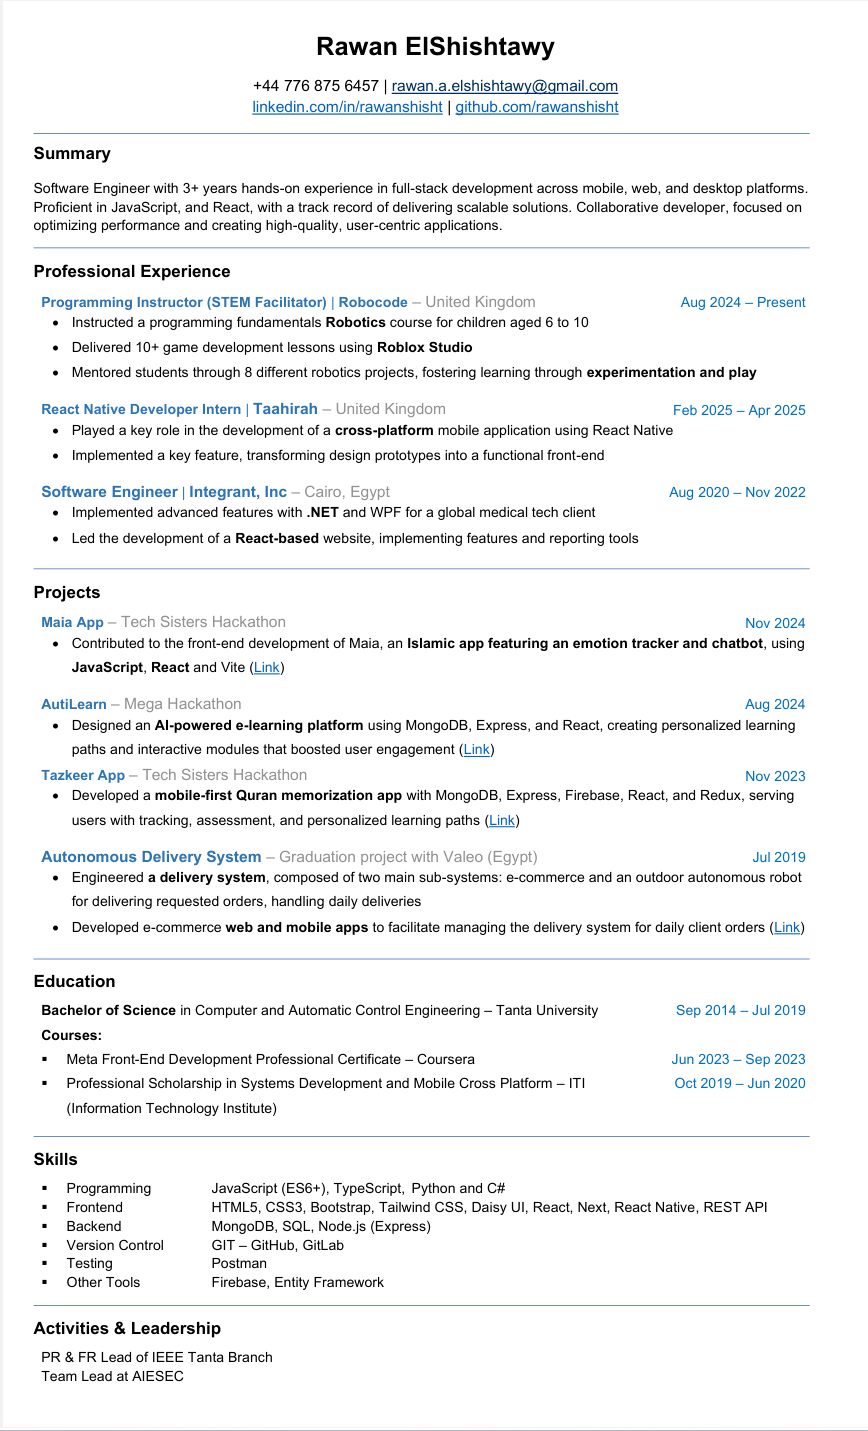 Rawan ElShishtawy
+44 776 875 6457 | rawan.a.elshishtawy@gmail.com
linkedin.com/in/rawanshisht | github.com/rawanshisht
Summary
Software Engineer with 3+ years hands-on experience in full-stack development across mobile, web, and desktop platforms.
Proficient in JavaScript, and React, with a track record of delivering scalable solutions. Collaborative developer, focused on
optimizing performance and creating high-quality, user-centric applications.
Professional Experience
Programming Instructor (STEM Facilitator) | Robocode – United Kingdom Aug 2024 – Present
• Instructed a programming fundamentals Robotics course for children aged 6 to 10
• Delivered 10+ game development lessons using Roblox Studio
• Mentored students through 8 different robotics projects, fostering learning through experimentation and play
React Native Developer Intern | Taahirah – United Kingdom Feb 2025 – Apr 2025
• Played a key role in the development of a cross-platform mobile application using React Native
• Implemented a key feature, transforming design prototypes into a functional front-end
Software Engineer | Integrant, Inc – Cairo, Egypt Aug 2020 – Nov 2022
• Implemented advanced features with .NET and WPF for a global medical tech client
• Led the development of a React-based website, implementing features and reporting tools
Projects
Maia App – Tech Sisters Hackathon Nov 2024
• Contributed to the front-end development of Maia, an Islamic app featuring an emotion tracker and chatbot, using
JavaScript, React and Vite (Link)
AutiLearn – Mega Hackathon Aug 2024
• Designed an AI-powered e-learning platform using MongoDB, Express, and React, creating personalized learning
paths and interactive modules that boosted user engagement (Link)
Tazkeer App – Tech Sisters Hackathon Nov 2023
• Developed a mobile-first Quran memorization app with MongoDB, Express, Firebase, React, and Redux, serving
users with tracking, assessment, and personalized learning paths (Link)
Autonomous Delivery System – Graduation project with Valeo (Egypt) Jul 2019
• Engineered a delivery system, composed of two main sub-systems: e-commerce and an outdoor autonomous robot
for delivering requested orders, handling daily deliveries
• Developed e-commerce web and mobile apps to facilitate managing the delivery system for daily client orders (Link)
Education
Bachelor of Science in Computer and Automatic Control Engineering – Tanta University Sep 2014 – Jul 2019
Courses:
▪ Meta Front-End Development Professional Certificate – Coursera Jun 2023 – Sep 2023
▪ Professional Scholarship in Systems Development and Mobile Cross Platform – ITI Oct 2019 – Jun 2020
(Information Technology Institute)
Skills
▪ Programming JavaScript (ES6+), TypeScript, Python and C#
▪ Frontend HTML5, CSS3, Bootstrap, Tailwind CSS, Daisy UI, React, Next, React Native, REST API
▪ Backend MongoDB, SQL, Node.js (Express)
▪ Version Control GIT – GitHub, GitLab
▪ Testing Postman
▪ Other Tools Firebase, Entity Framework
Activities & Leadership
PR & FR Lead of IEEE Tanta Branch
Team Lead at AIESEC